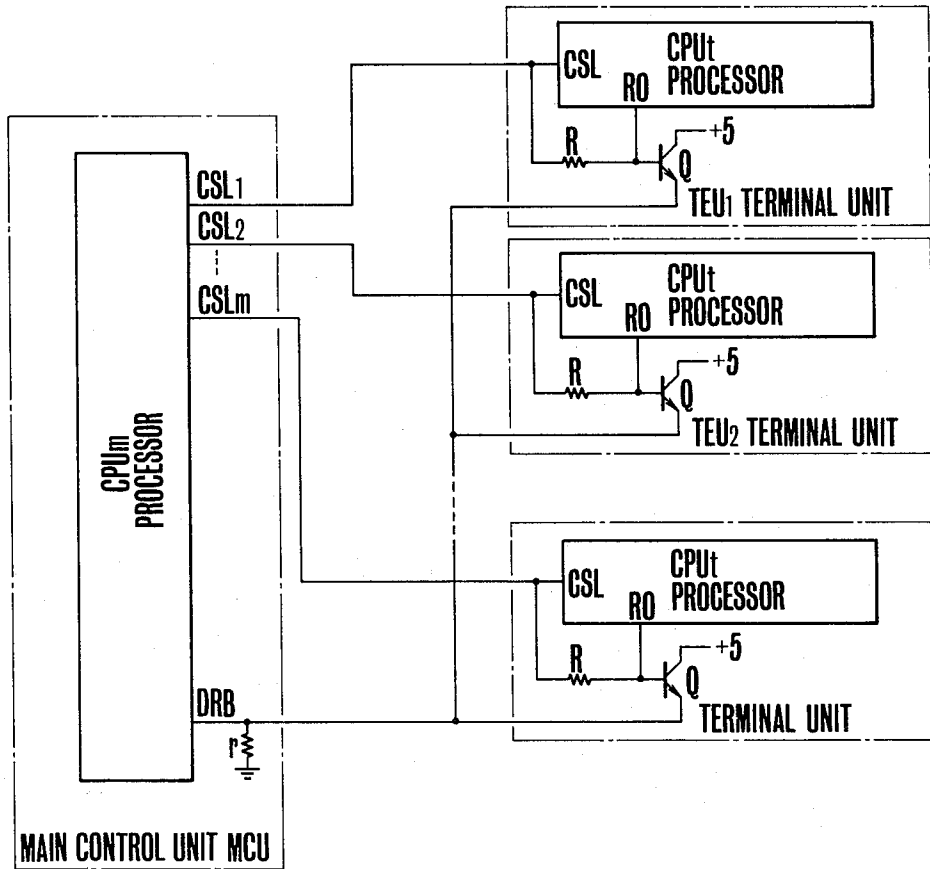 CSL
CPUt
PROCESSOR
RO
+5
R
Q
TEU1 TERMINAL UNIT
CSL1
CSL2
CSLm
CPUm
PROCESSOR
DRB
r
MAIN CONTROL UNIT MCU
CSL
CPUt
PROCESSOR
RO
+5
R
Q
TEU2 TERMINAL UNIT
CSL
CPUt
PROCESSOR
RO
+5
R
Q
TERMINAL UNIT